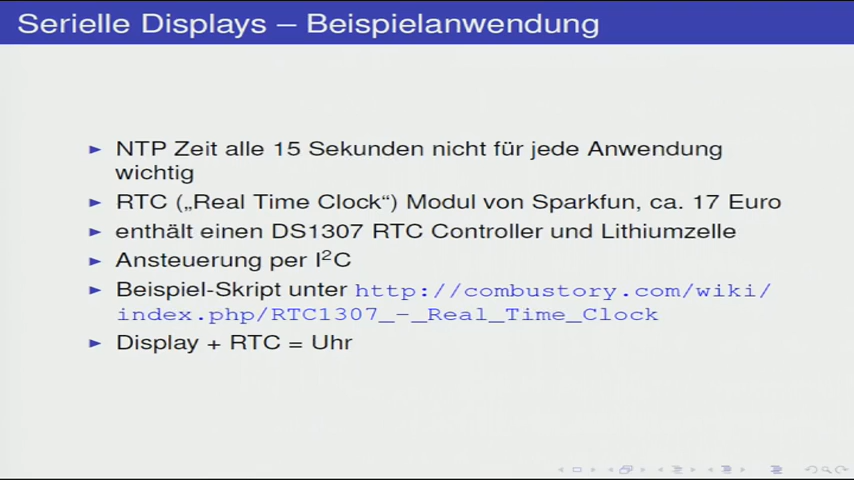 Serielle Displays – Beispielanwendung
NTP Zeit alle 15 Sekunden nicht für jede Anwendung
wichtig
RTC („Real Time Clock“) Modul von Sparkfun, ca. 17 Euro
enthält einen DS1307 RTC Controller und Lithiumzelle
Ansteuerung per I²C
Beispiel-Skript unter http://combustory.com/wiki/
index.php/RTC1307_-_Real_Time_Clock
Display + RTC = Uhr